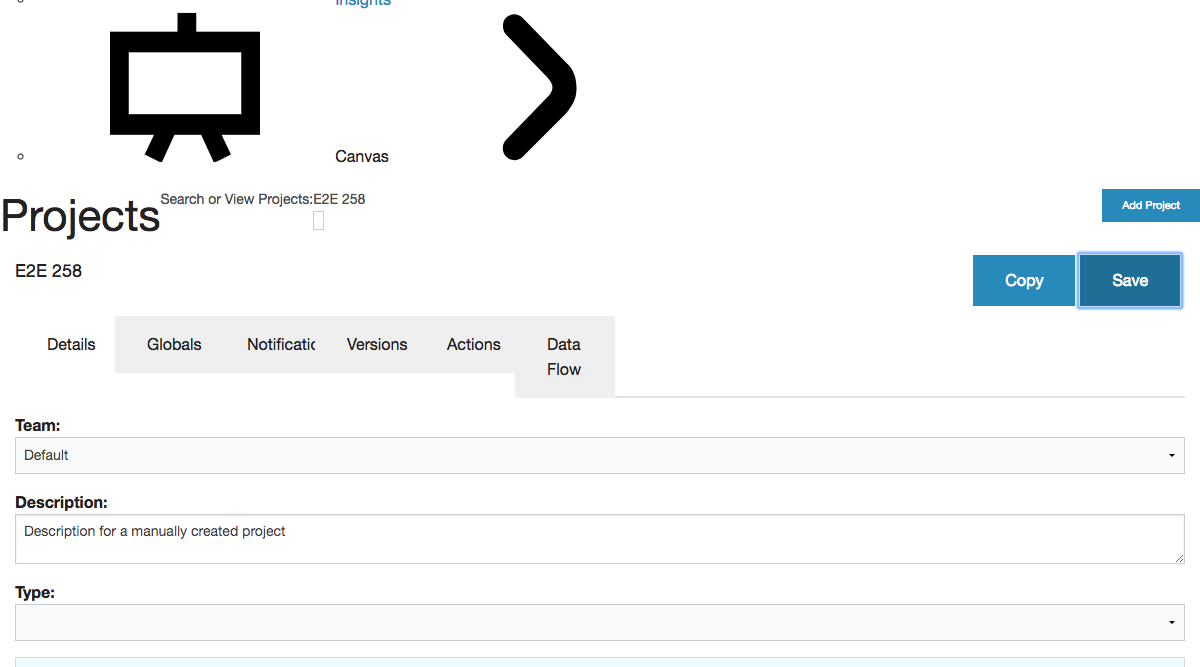 Insights
Canvas
Projects
Search or View Projects:E2E 258
Add Project
E2E 258
Copy
Save
Details
Globals
Notificatio
Versions
Actions
Data
Flow
Team:
Default
Description:
Description for a manually created project
Type: